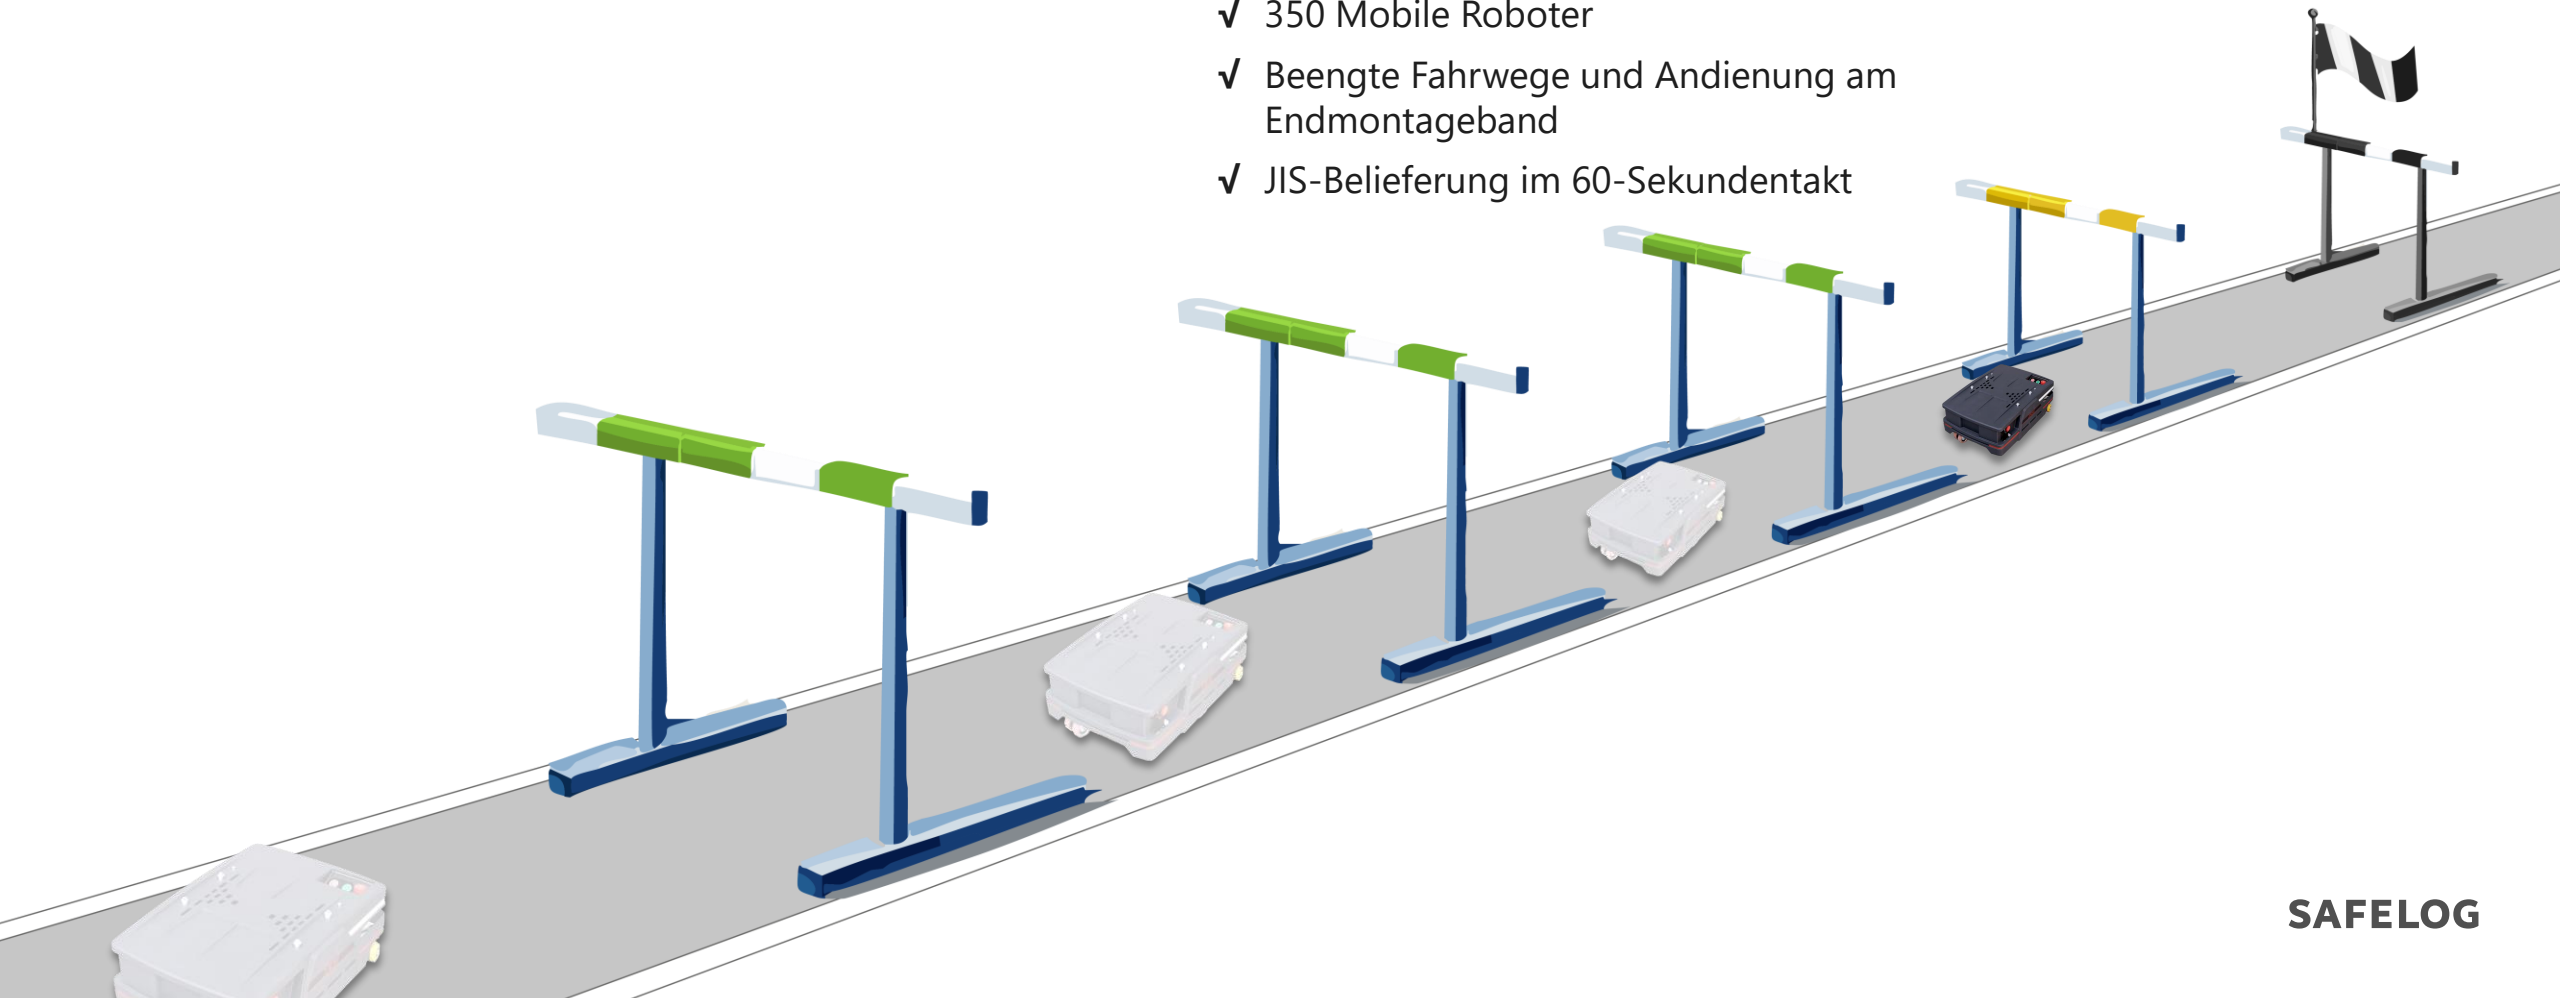 √ 350 Mobile Roboter
√ Beengte Fahrwege und Andienung am
Endmontageband
√ JIS-Belieferung im 60-Sekundentakt
SAFELOG